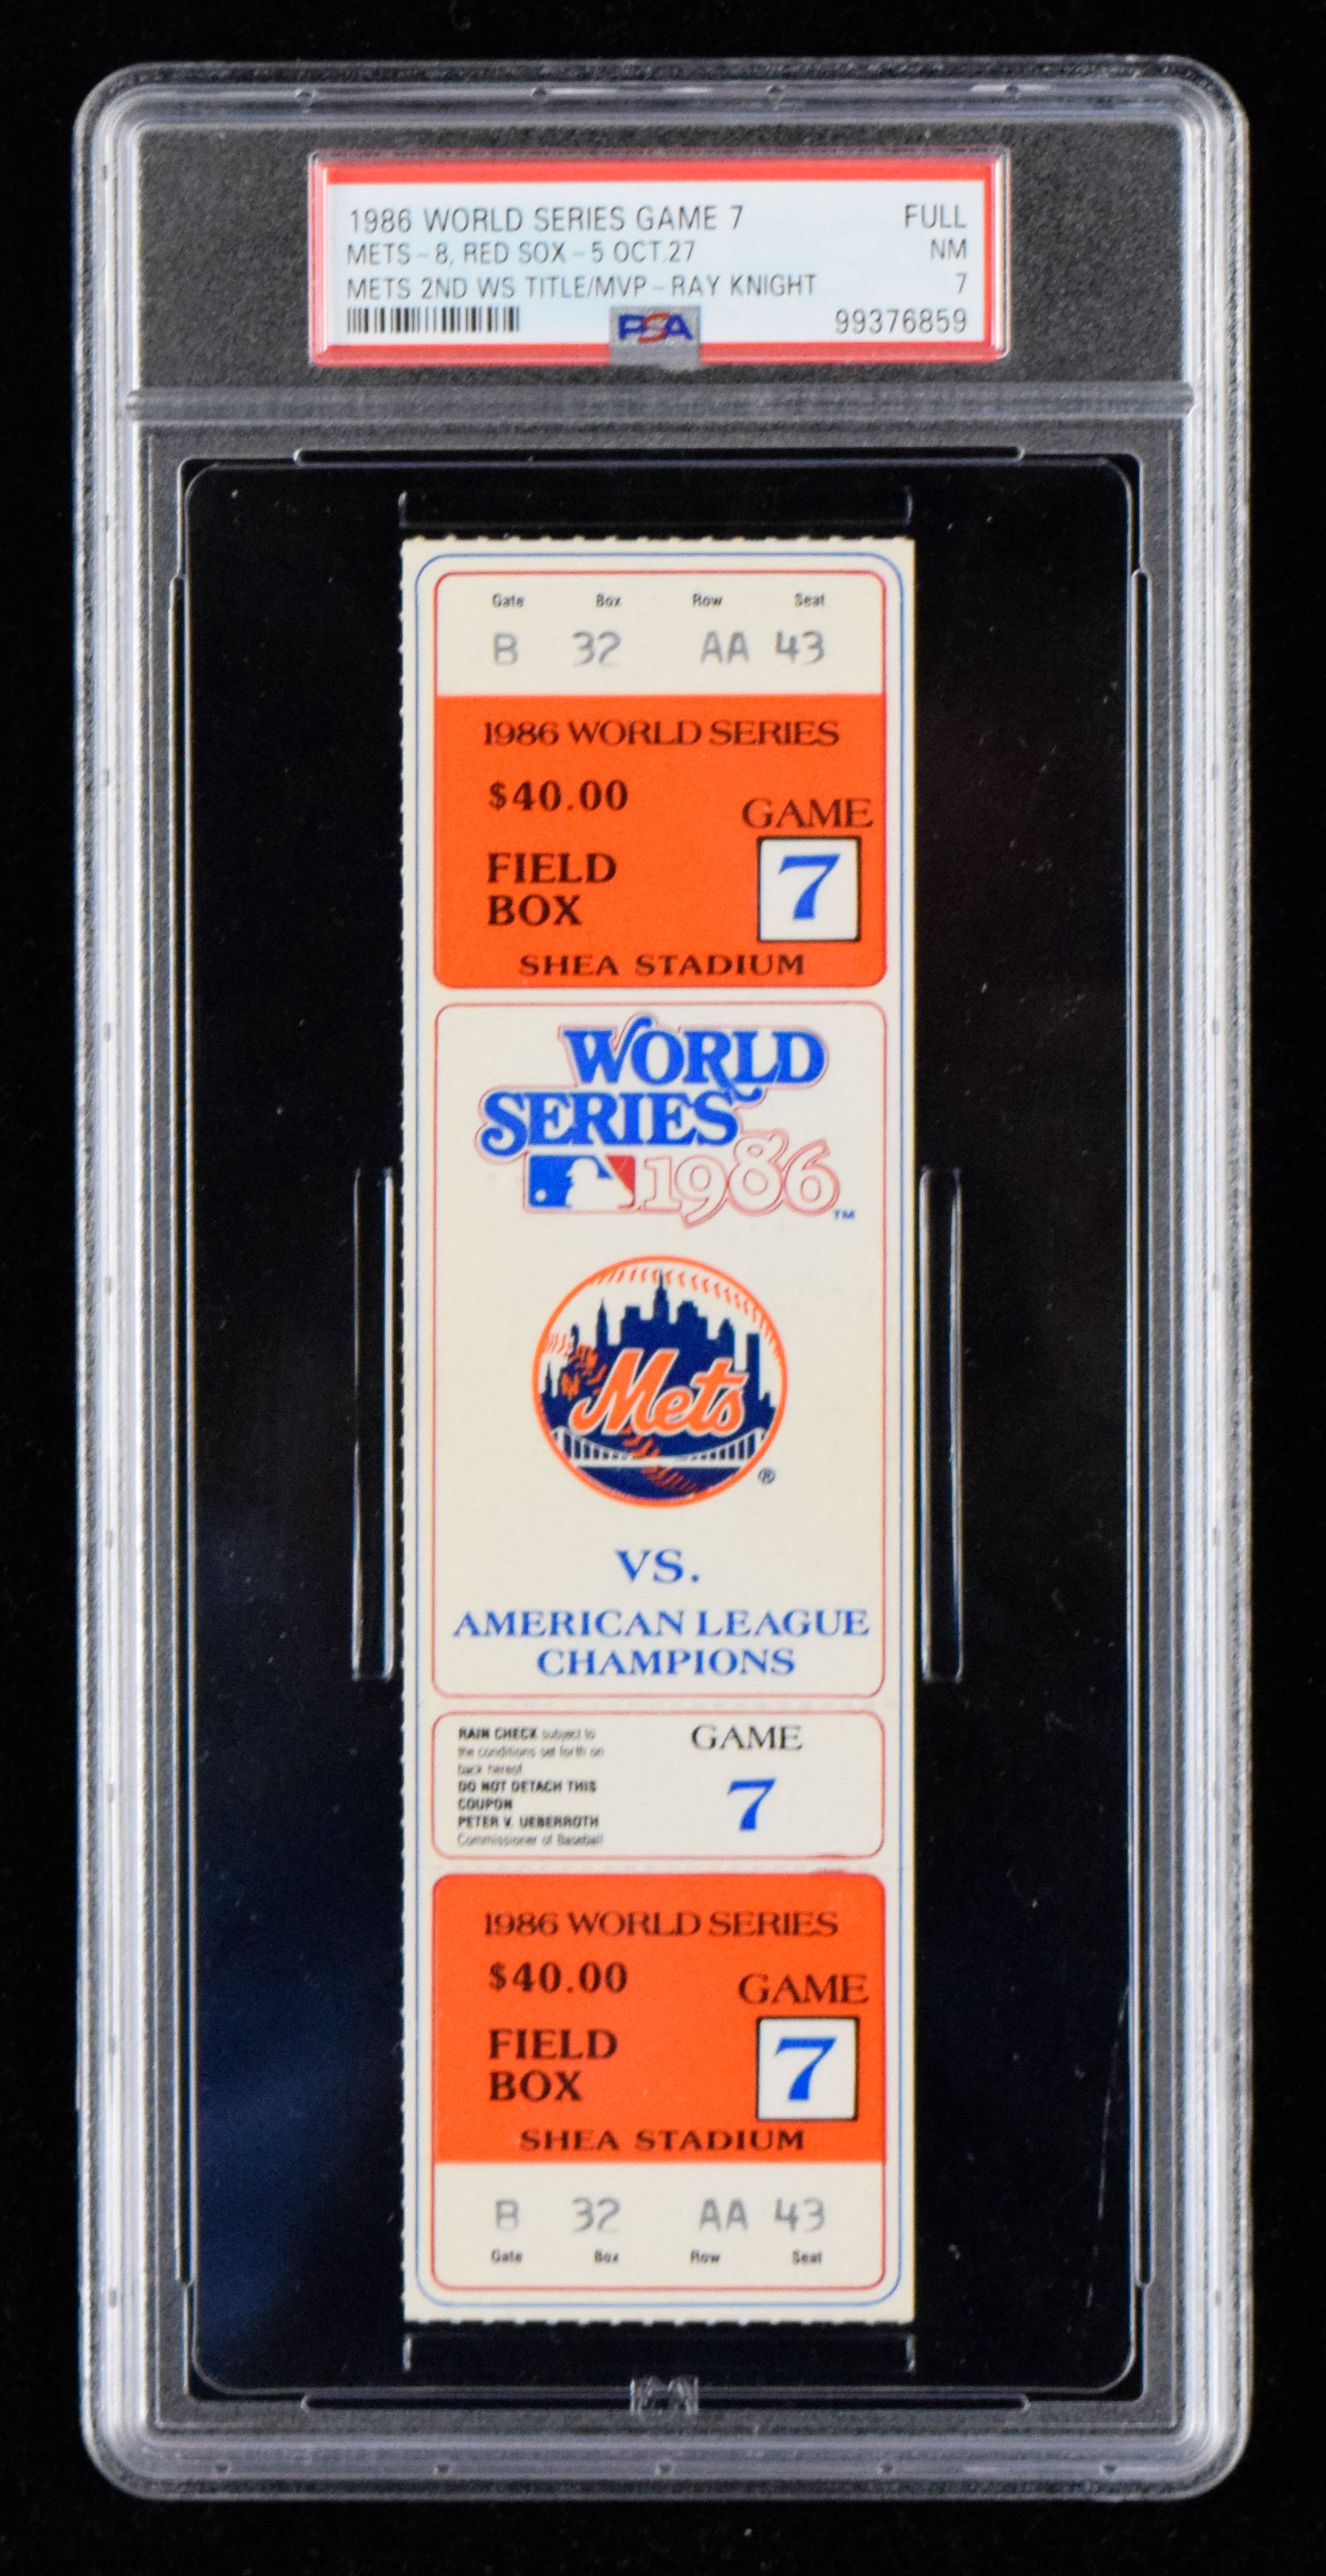 1986 WORLD SERIES GAME 7 FULL
METS - 8, RED SOX - 5 OCT.27 NM
METS 2ND WS TITLE/MVP - RAY KNIGHT 7
PSA 99376859
Gate Box Row Seat
B 32 AA 43
1986 WORLD SERIES
$40.00
GAME
FIELD
BOX
7
SHEA STADIUM
WORLD
SERIES
1986 TM
Mets
®
VS.
AMERICAN LEAGUE
CHAMPIONS
RAIN CHECK subject to
the conditions set forth on
back hereof
DO NOT DETACH THIS
COUPON
PETER V. UEBERROTH
Commissioner of Baseball
GAME
7
1986 WORLD SERIES
$40.00
GAME
FIELD
BOX
7
SHEA STADIUM
B 32 AA 43
Gate Box Row Seat